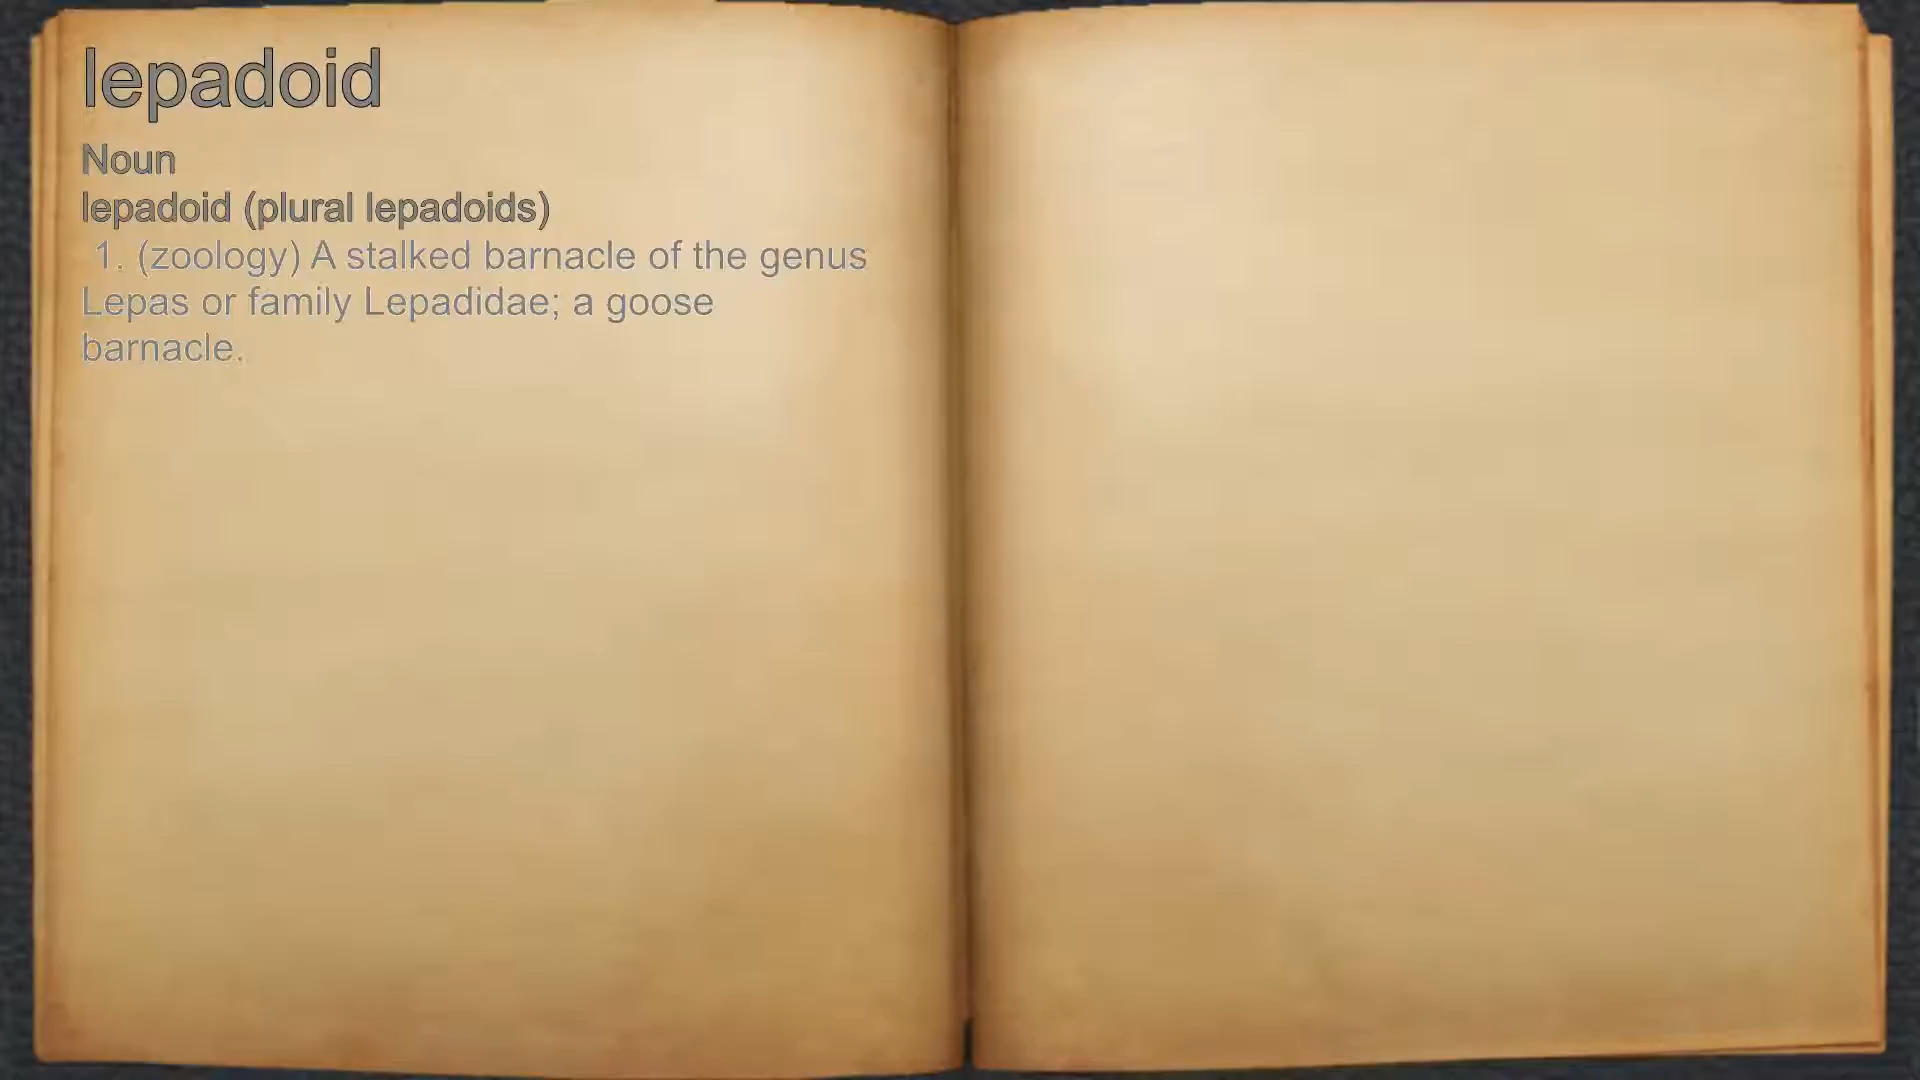 lepadoid
Noun
lepadoid (plural lepadoids)
1. (zoology) A stalked barnacle of the genus
Lepas or family Lepadidae; a goose
barnacle.